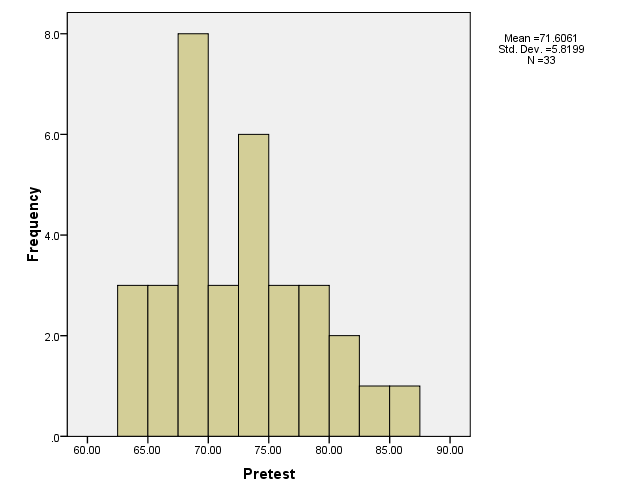 Mean =71.6061
Std. Dev. =5.8199
N =33
Frequency
8.0
6.0
4.0
2.0
.0
60.00 65.00 70.00 75.00 80.00 85.00 90.00
Pretest